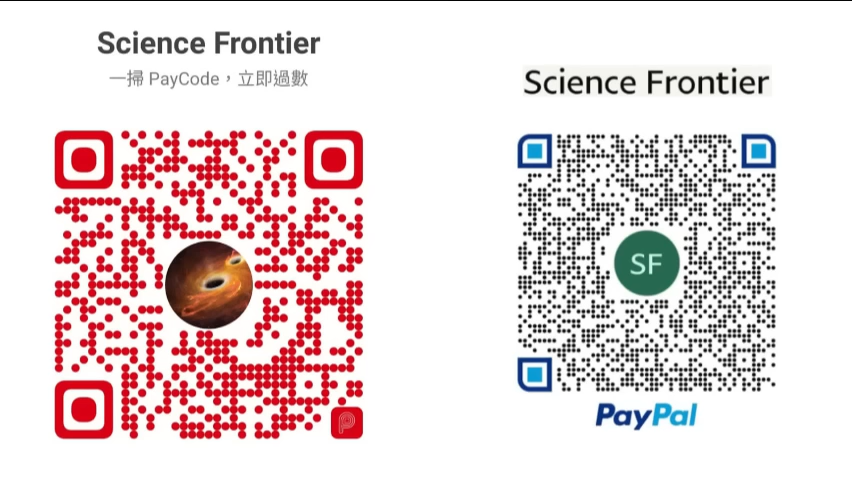 Science Frontier
一掃 PayCode，立即過數
Science Frontier
SF
PayPal